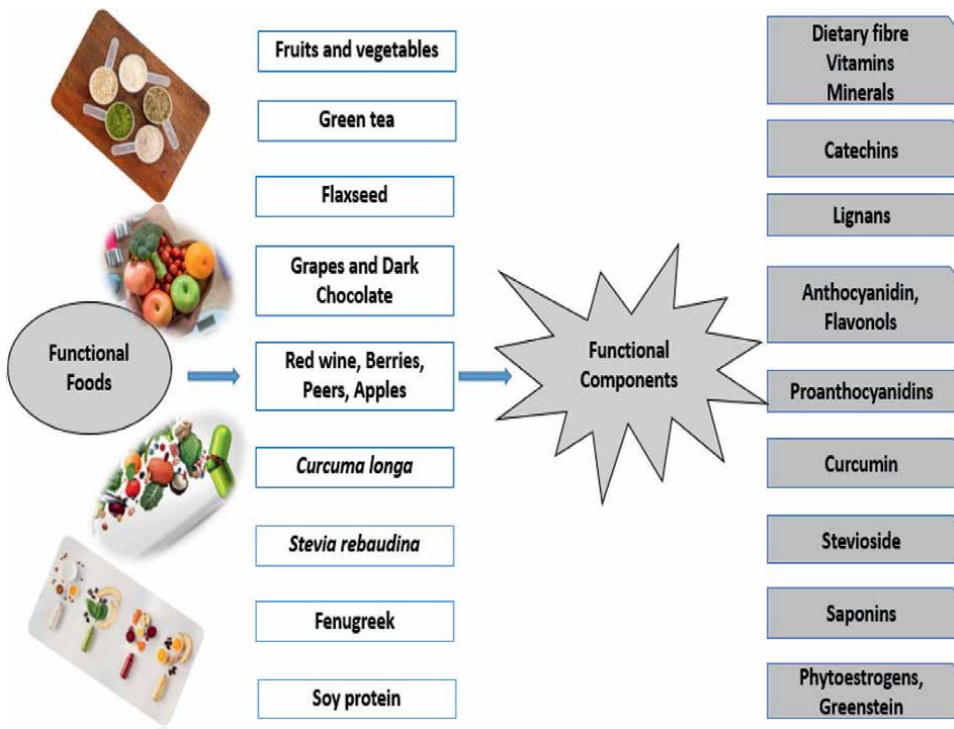 Functional
Foods
Fruits and vegetables
Green tea
Flaxseed
Grapes and Dark
Chocolate
Red wine, Berries,
Peers, Apples
Curcuma longa
Stevia rebaudina
Fenugreek
Soy protein
Functional
Components
Dietary fibre
Vitamins
Minerals
Catechins
Lignans
Anthocyanidin,
Flavonols
Proanthocyanidins
Curcumin
Stevioside
Saponins
Phytoestrogens,
Greenstein